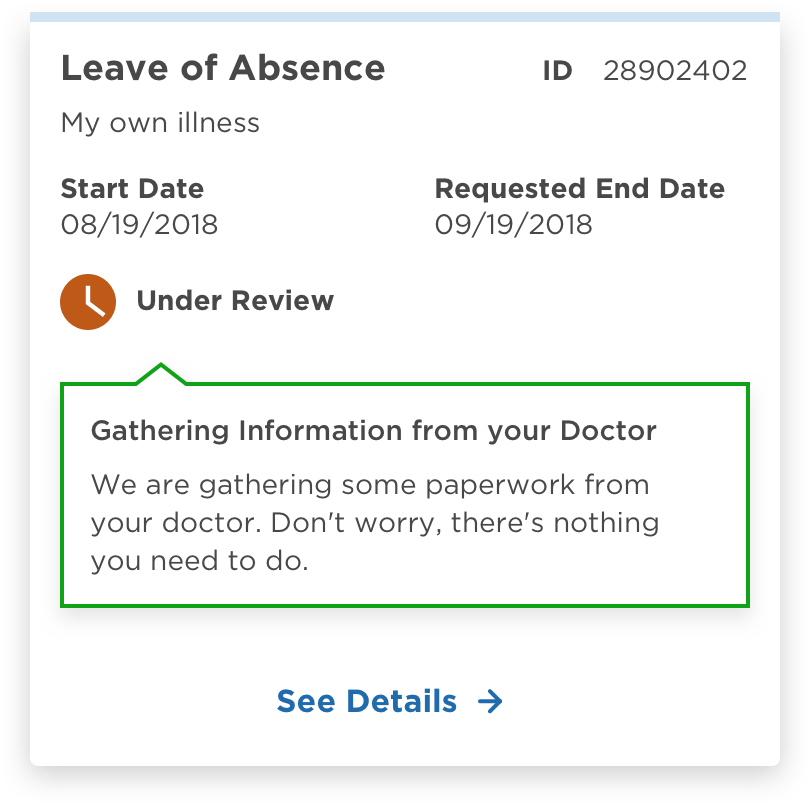 Leave of Absence ID 28902402
My own illness
Start Date Requested End Date
08/19/2018 09/19/2018
Under Review
Gathering Information from your Doctor
We are gathering some paperwork from
your doctor. Don't worry, there's nothing
you need to do.
See Details →